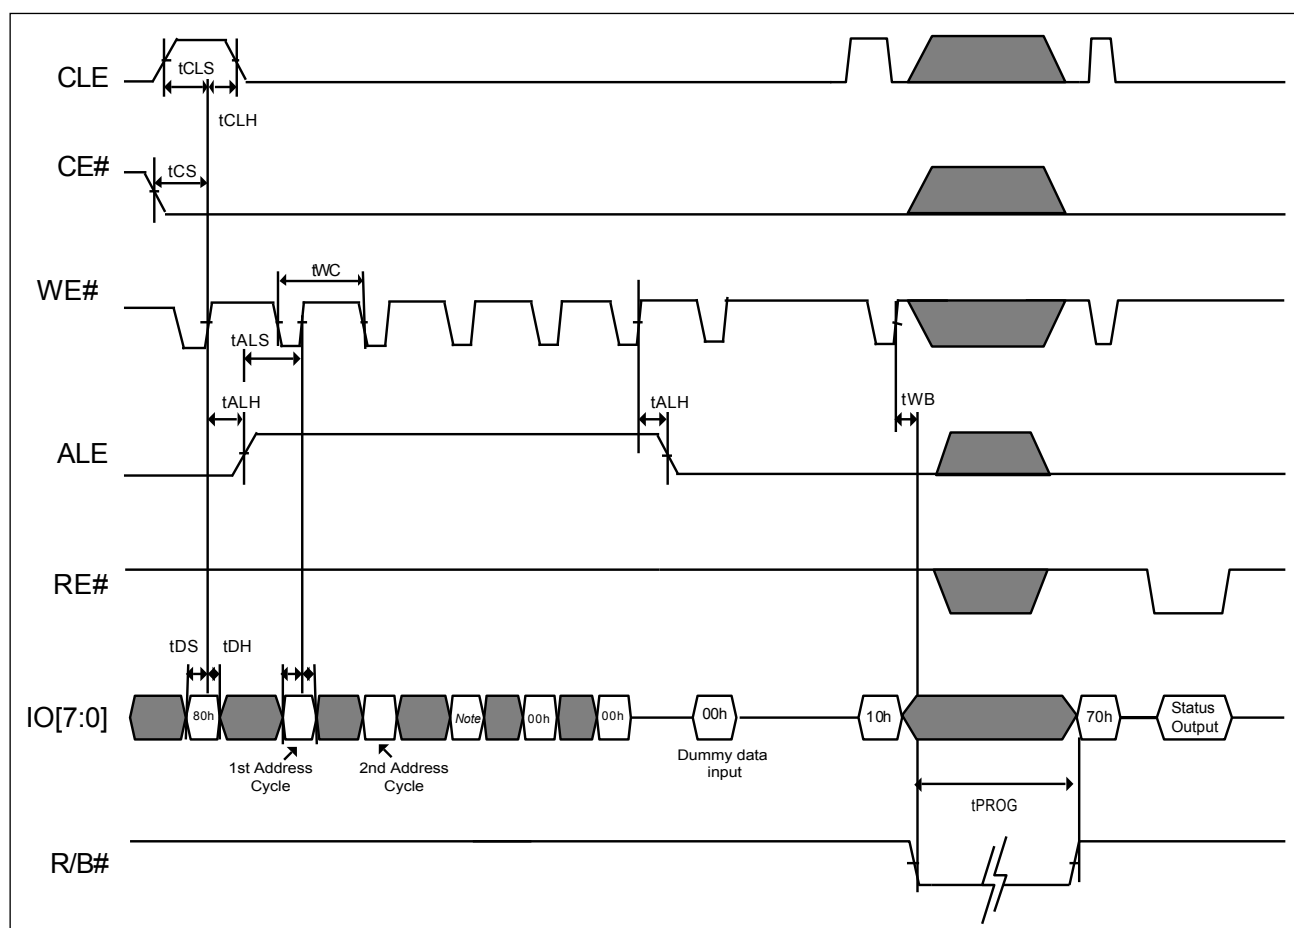 CLE
tCLS
tCLH
CE#
tCS
WE#
tWC
tALS
tALH
tALH
tWB
ALE
RE#
tDS
tDH
IO[7:0]
80h
Note
00h
00h
00h
10h
70h
Status
Output
1st Address
Cycle
2nd Address
Cycle
Dummy data
input
tPROG
R/B#